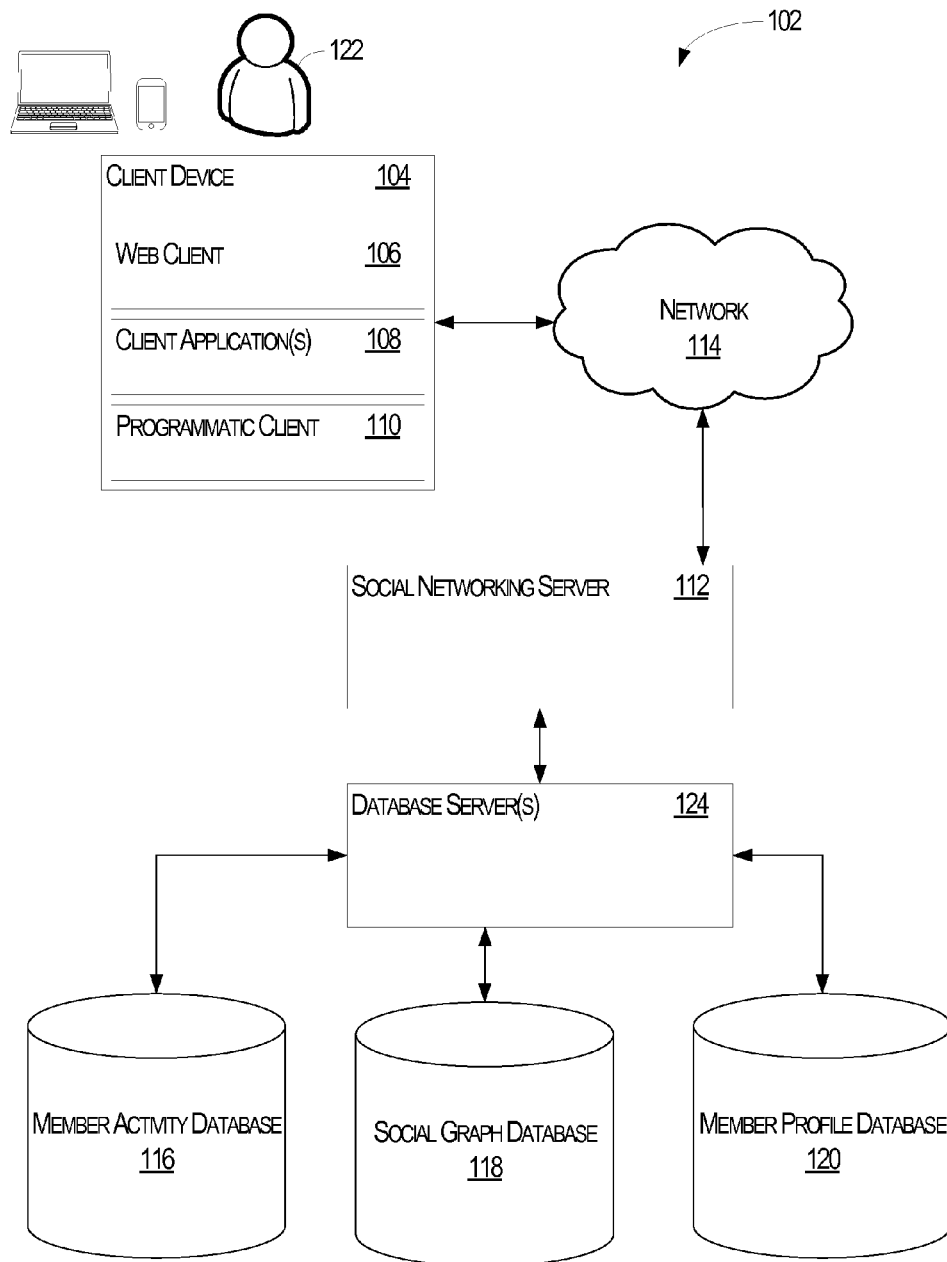 102
122
CLIENT DEVICE 104
WEB CLIENT 106
CLIENT APPLICATION(S) 108
PROGRAMMATIC CLIENT 110
NETWORK
114
SOCIAL NETWORKING SERVER 112
DATABASE SERVER(S) 124
MEMBER ACTIVITY DATABASE
116
SOCIAL GRAPH DATABASE
118
MEMBER PROFILE DATABASE
120